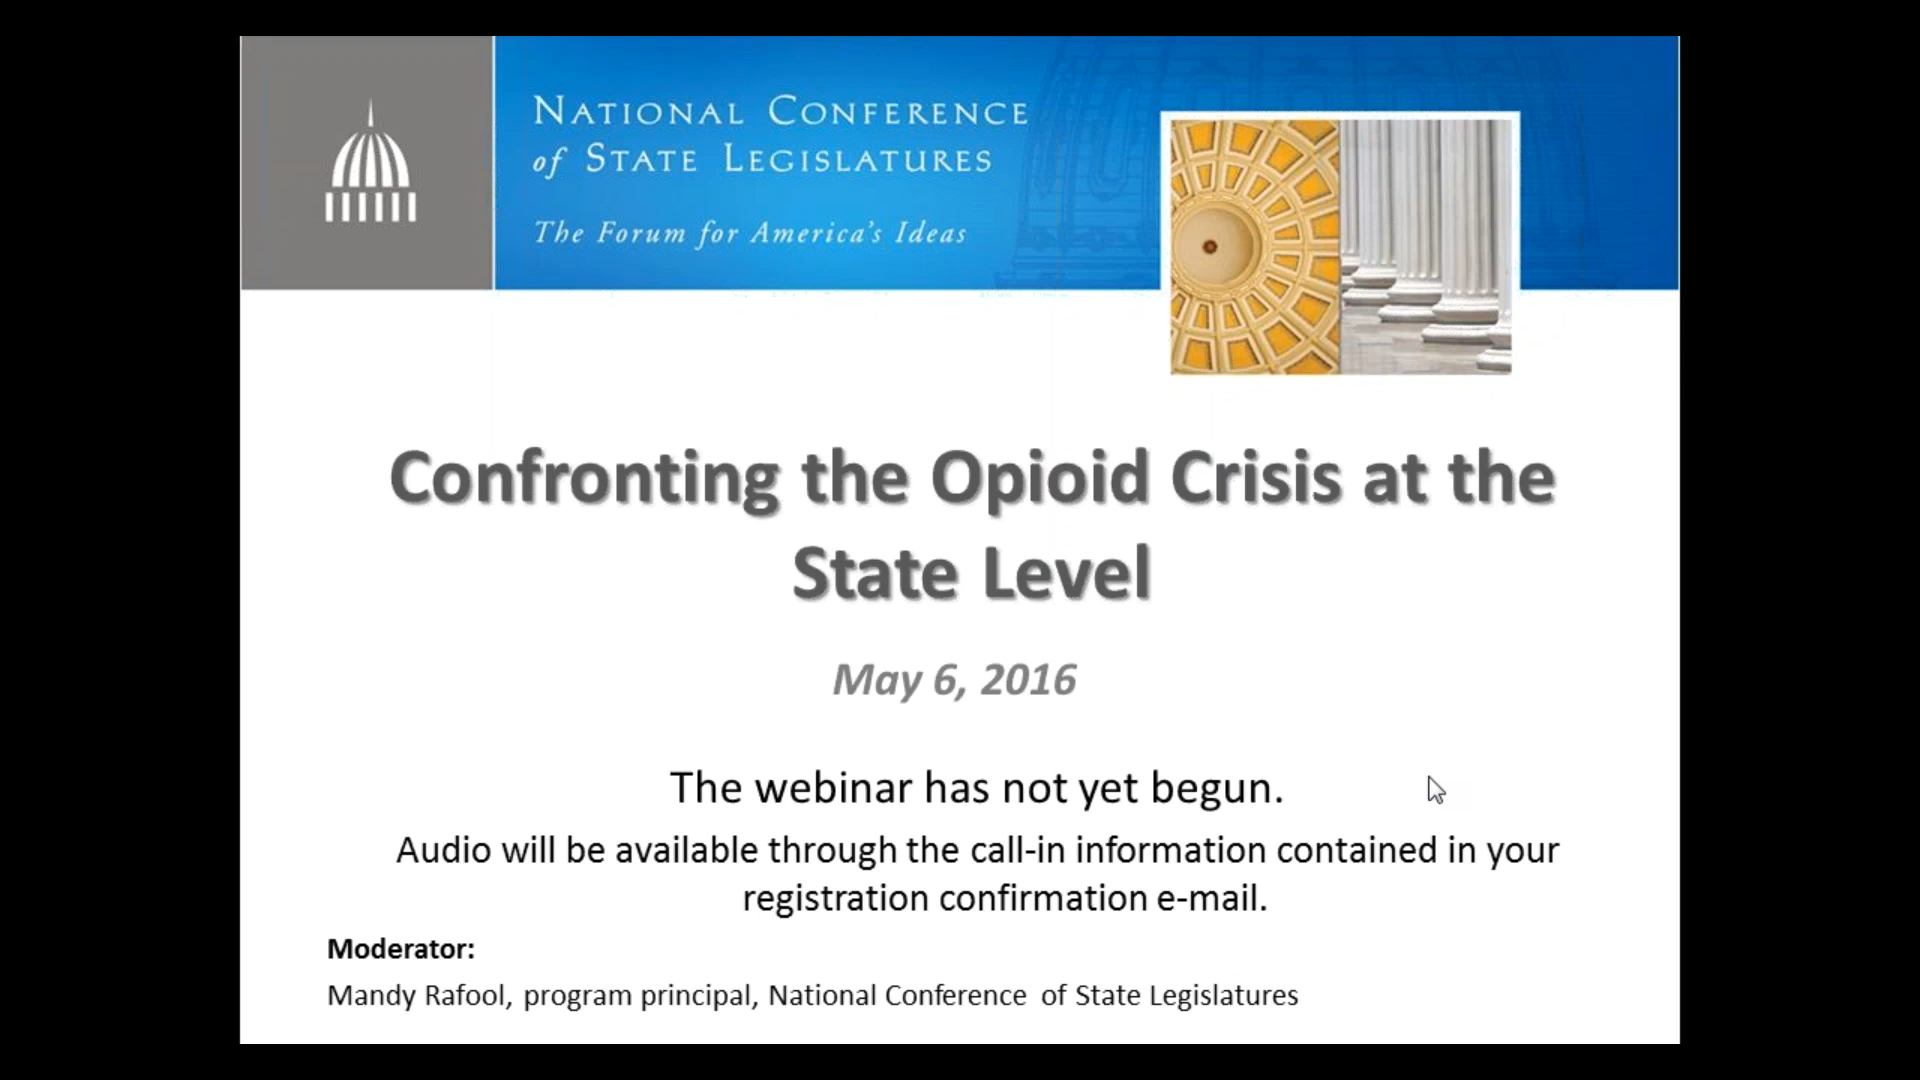 NATIONAL CONFERENCE
of STATE LEGISLATURES
The Forum for America's Ideas
Confronting the Opioid Crisis at the
State Level
May 6, 2016
The webinar has not yet begun.
Audio will be available through the call-in information contained in your
registration confirmation e-mail.
Moderator:
Mandy Rafool, program principal, National Conference of State Legislatures